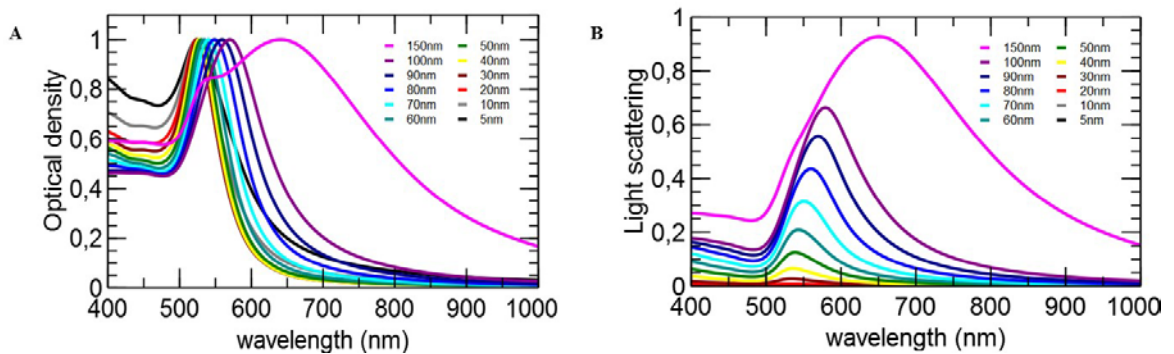 A
Optical density
1
0,8
0,6
0,4
0,2
400 500 600 700 800 900 1000
wavelength (nm)
150nm 50nm
100nm 40nm
90nm 30nm
80nm 20nm
70nm 10nm
60nm 5nm
B
Light scattering
1
0,8
0,6
0,4
0,2
0
400 500 600 700 800 900 1000
wavelength (nm)
150nm 50nm
100nm 40nm
90nm 30nm
80nm 20nm
70nm 10nm
60nm 5nm